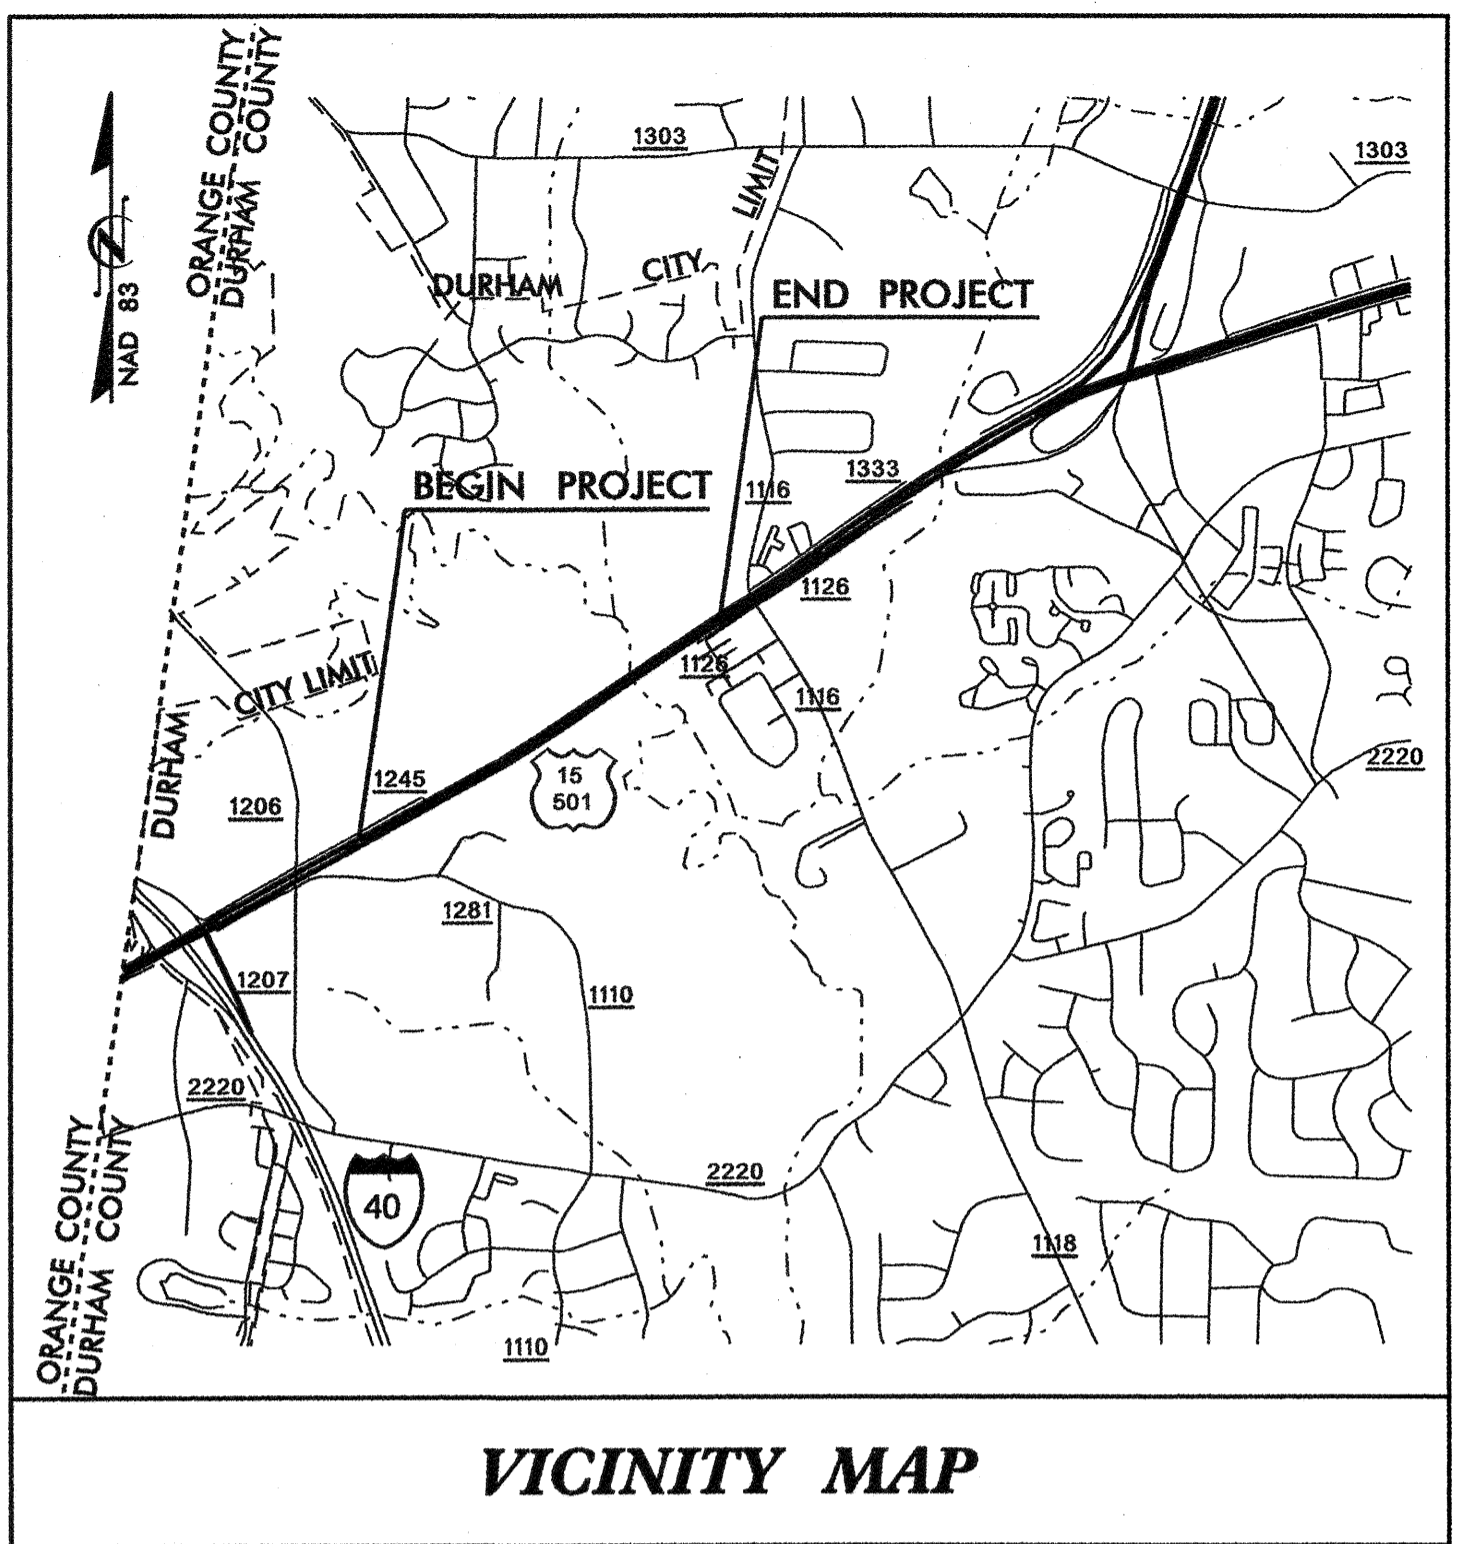 ORANGE COUNTY
DURHAM COUNTY
1303
1303
LIMIT
CITY
DURHAM
NAD 83
END PROJECT
BEGIN PROJECT
1333
1116
1126
1126
1116
CITY LIMIT
DURHAM
1245
15
501
1206
2220
1281
1207
1110
2220
2220
40
1118
1110
ORANGE COUNTY
DURHAM COUNTY
VICINITY MAP